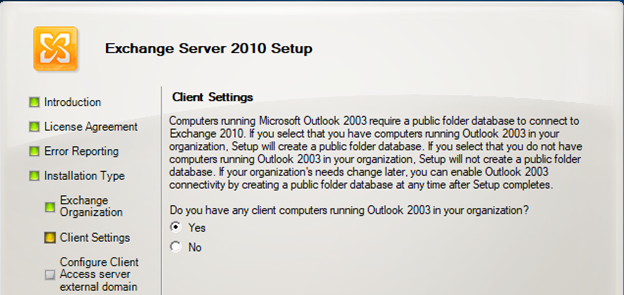 Exchange Server 2010 Setup
Introduction
License Agreement
Error Reporting
Installation Type
Exchange
Organization
Client Settings
Configure Client
Access server
external domain
Client Settings
Computers running Microsoft Outlook 2003 require a public folder database to connect to
Exchange 2010. If you select that you have computers running Outlook 2003 in your
organization, Setup will create a public folder database. If you select that you do not have
computers running Outlook 2003 in your organization, Setup will not create a public folder
database. If your organization's needs change later, you can enable Outlook 2003
connectivity by creating a public folder database at any time after Setup completes.
Do you have any client computers running Outlook 2003 in your organization?
Yes
No